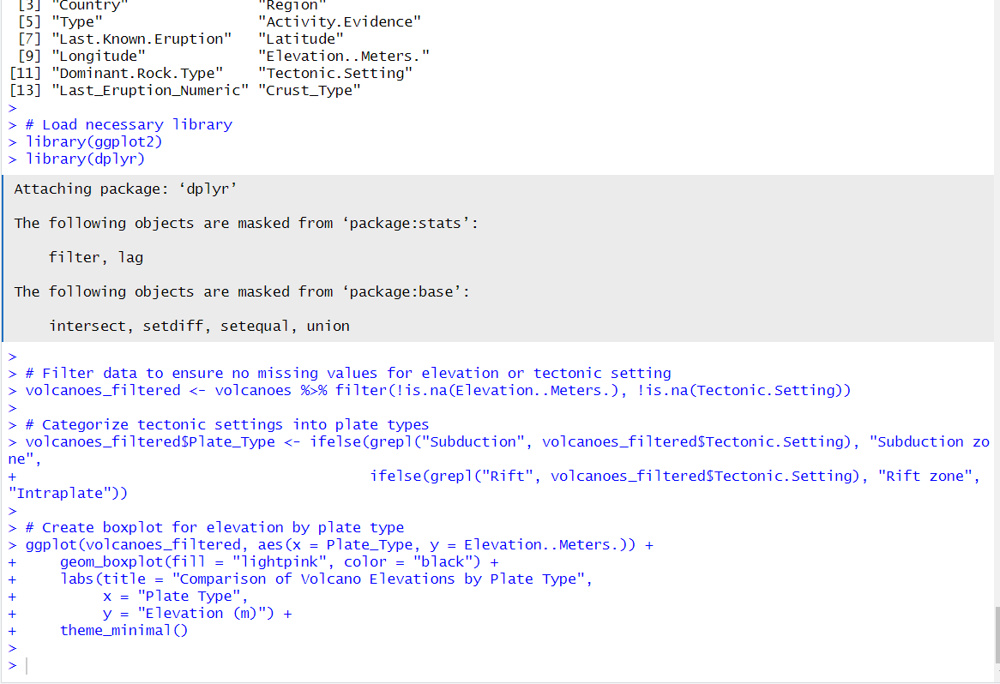 [3] "Country" "Region"
[5] "Type" "Activity.Evidence"
[7] "Last.Known.Eruption" "Latitude"
[9] "Longitude" "Elevation..Meters."
[11] "Dominant.Rock.Type" "Tectonic.Setting"
[13] "Last_Eruption_Numeric" "Crust_Type"
>
> # Load necessary library
> library(ggplot2)
> library(dplyr)
Attaching package: ‘dplyr’
The following objects are masked from ‘package:stats’:
filter, lag
The following objects are masked from ‘package:base’:
intersect, setdiff, setequal, union
>
> # Filter data to ensure no missing values for elevation or tectonic setting
> volcanoes_filtered <- volcanoes %>% filter(!is.na(Elevation..Meters.), !is.na(Tectonic.Setting))
>
> # Categorize tectonic settings into plate types
> volcanoes_filtered$Plate_Type <- ifelse(grepl("Subduction", volcanoes_filtered$Tectonic.Setting), "Subduction zo
ne",
+ ifelse(grepl("Rift", volcanoes_filtered$Tectonic.Setting), "Rift zone",
"Intraplate"))
>
> # Create boxplot for elevation by plate type
> ggplot(volcanoes_filtered, aes(x = Plate_Type, y = Elevation..Meters.)) +
+ geom_boxplot(fill = "lightpink", color = "black") +
+ labs(title = "Comparison of Volcano Elevations by Plate Type",
+ x = "Plate Type",
+ y = "Elevation (m)") +
+ theme_minimal()
>
>